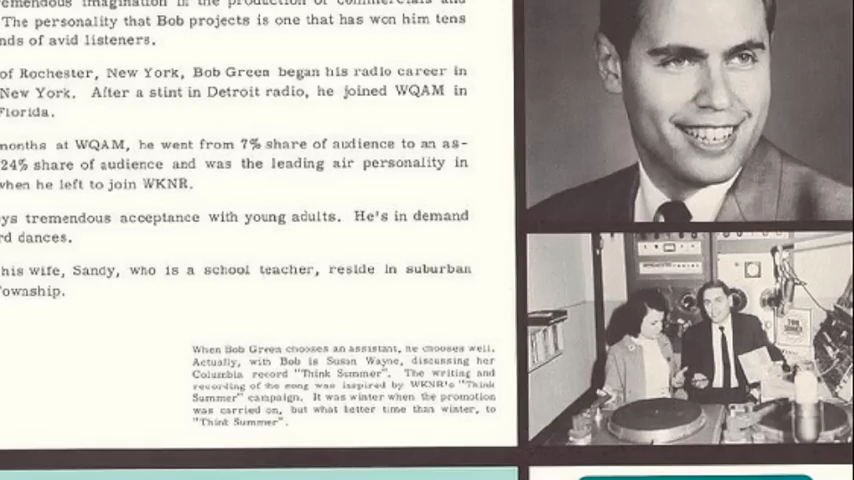 tremendous imagination in the production of commercials and
The personality that Bob projects is one that has won him tens
nds of avid listeners.
of Rochester, New York, Bob Green began his radio career in
New York. After a stint in Detroit radio, he joined WQAM in
Florida.
months at WQAM, he went from 7% share of audience to an as-
24% share of audience and was the leading air personality in
when he left to join WKNR.
ys tremendous acceptance with young adults. He's in demand
rd dances.
his wife, Sandy, who is a school teacher, reside in suburban
Township.
When Bob Green chooses an assistant, he chooses well.
Actually, with Bob is Susan Wayne, discussing her
Columbia record "Think Summer". The writing and
recording of the song was inspired by WKNR's "Think
Summer" campaign. It was winter when the promotion
was carried on, but what better time than winter, to
"Think Summer".
THINK
SUMMER